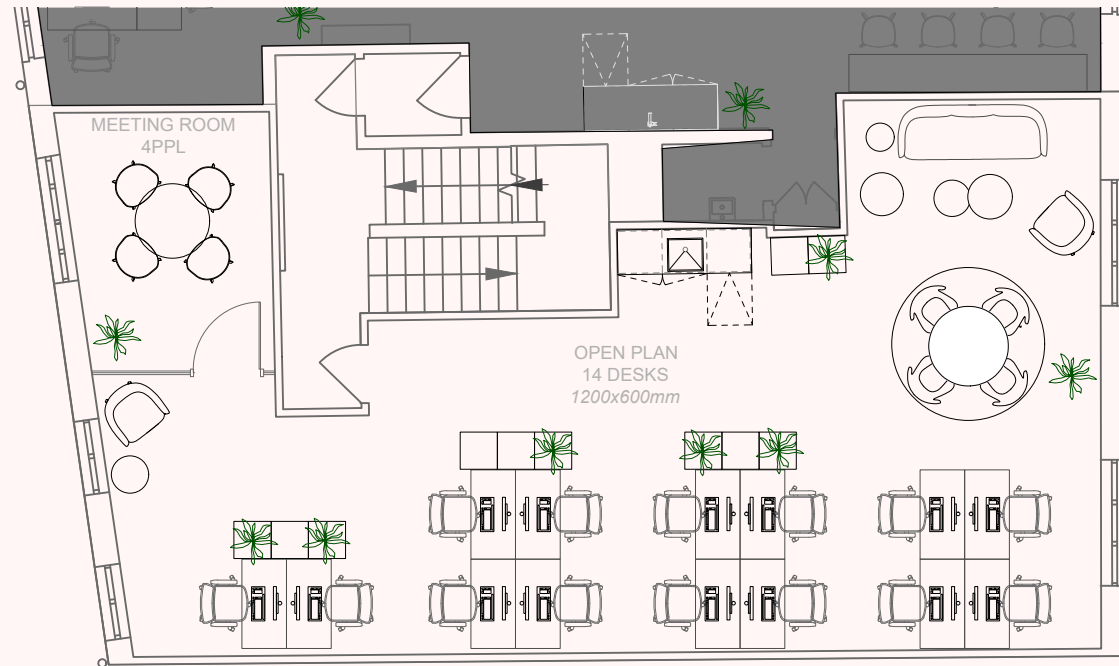 MEETING ROOM
4PPL
OPEN PLAN
14 DESKS
1200x600mm